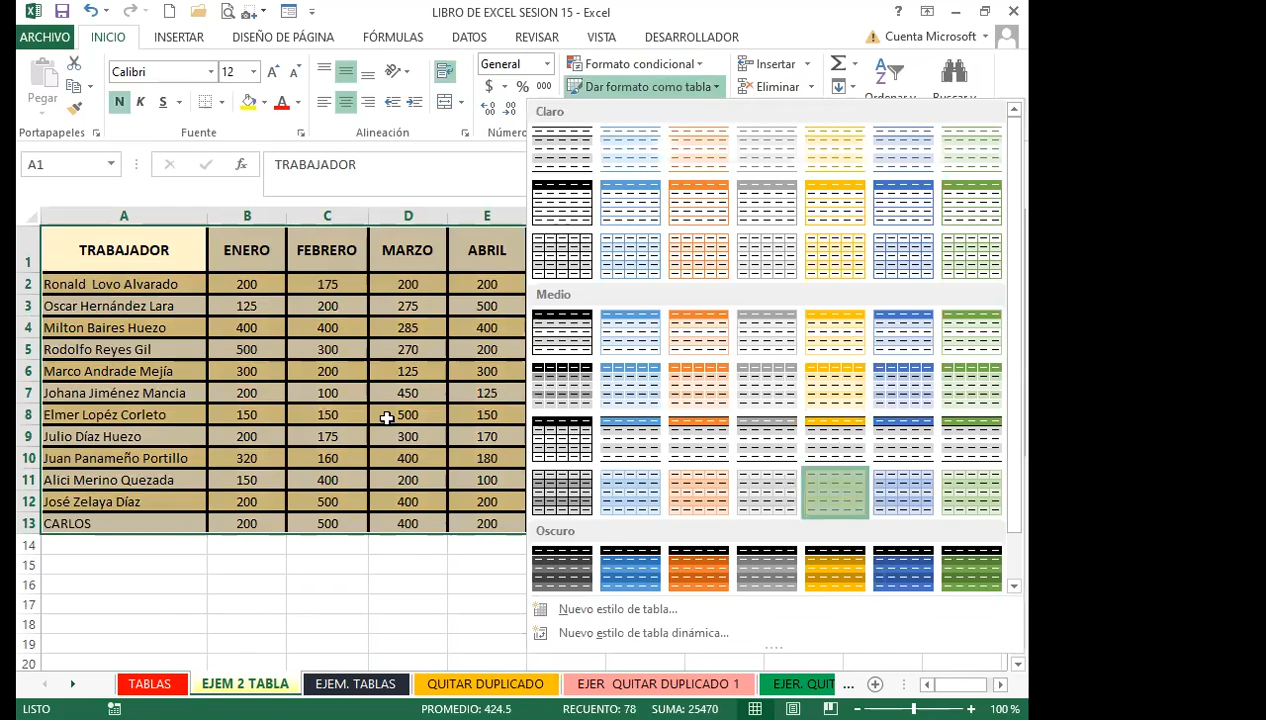 LIBRO DE EXCEL SESION 15 - Excel
ARCHIVO INICIO INSERTAR DISEÑO DE PÁGINA FÓRMULAS DATOS REVISAR VISTA DESARROLLADOR Cuenta Microsoft
Pegar
Calibri 12
N K S
General
$ % 000
Formato condicional
Dar formato como tabla
Insertar
Eliminar
Ordenar y Buscar y
Portapapeles Fuente Alineación Número
A1 fx TRABAJADOR
Claro
Medio
Oscuro
Nuevo estilo de tabla...
Nuevo estilo de tabla dinámica...
A B C D E
1 TRABAJADOR ENERO FEBRERO MARZO ABRIL
2 Ronald Lovo Alvarado 200 175 200 200
3 Oscar Hernández Lara 125 200 275 500
4 Milton Baires Huezo 400 400 285 400
5 Rodolfo Reyes Gil 500 300 270 200
6 Marco Andrade Mejía 300 200 125 300
7 Johana Jiménez Mancia 200 100 450 125
8 Elmer Lopéz Corleto 150 150 500 150
9 Julio Díaz Huezo 200 175 300 170
10 Juan Panameño Portillo 320 160 400 180
11 Alici Merino Quezada 150 400 200 100
12 José Zelaya Díaz 200 500 400 200
13 CARLOS 200 500 400 200
14
15
16
17
18
19
20
TABLAS EJEM 2 TABLA EJEM. TABLAS QUITAR DUPLICADO EJER QUITAR DUPLICADO 1 EJER. QUIT ...
LISTO PROMEDIO: 424.5 RECUENTO: 78 SUMA: 25470 100 %